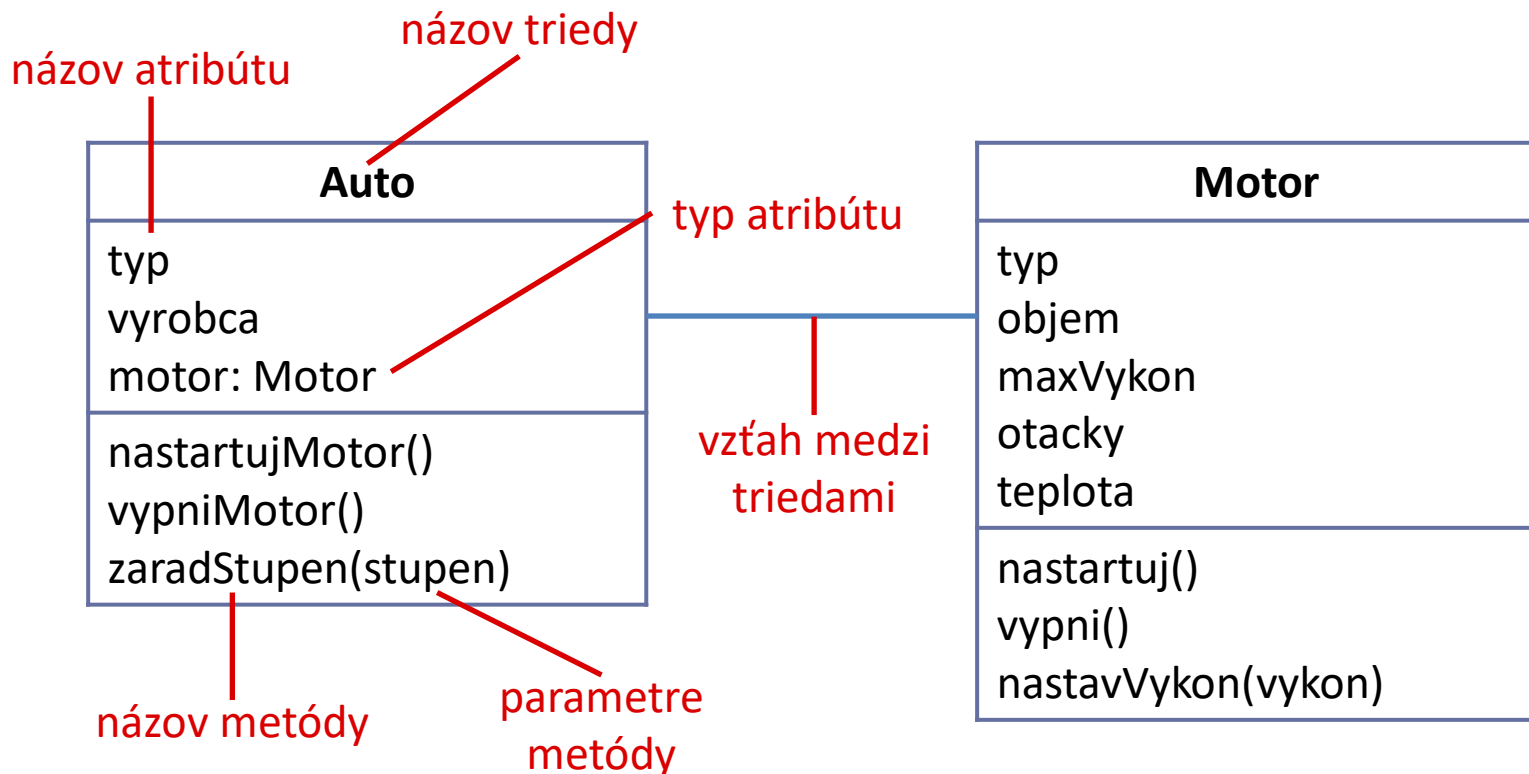 názov triedy
názov atribútu
Auto
typ
vyrobca
motor: Motor
nastartujMotor()
vypniMotor()
zaradStupen(stupen)
typ atribútu
vzťah medzi
triedami
názov metódy
parametre
metódy
Motor
typ
objem
maxVykon
otacky
teplota
nastartuj()
vypni()
nastavVykon(vykon)